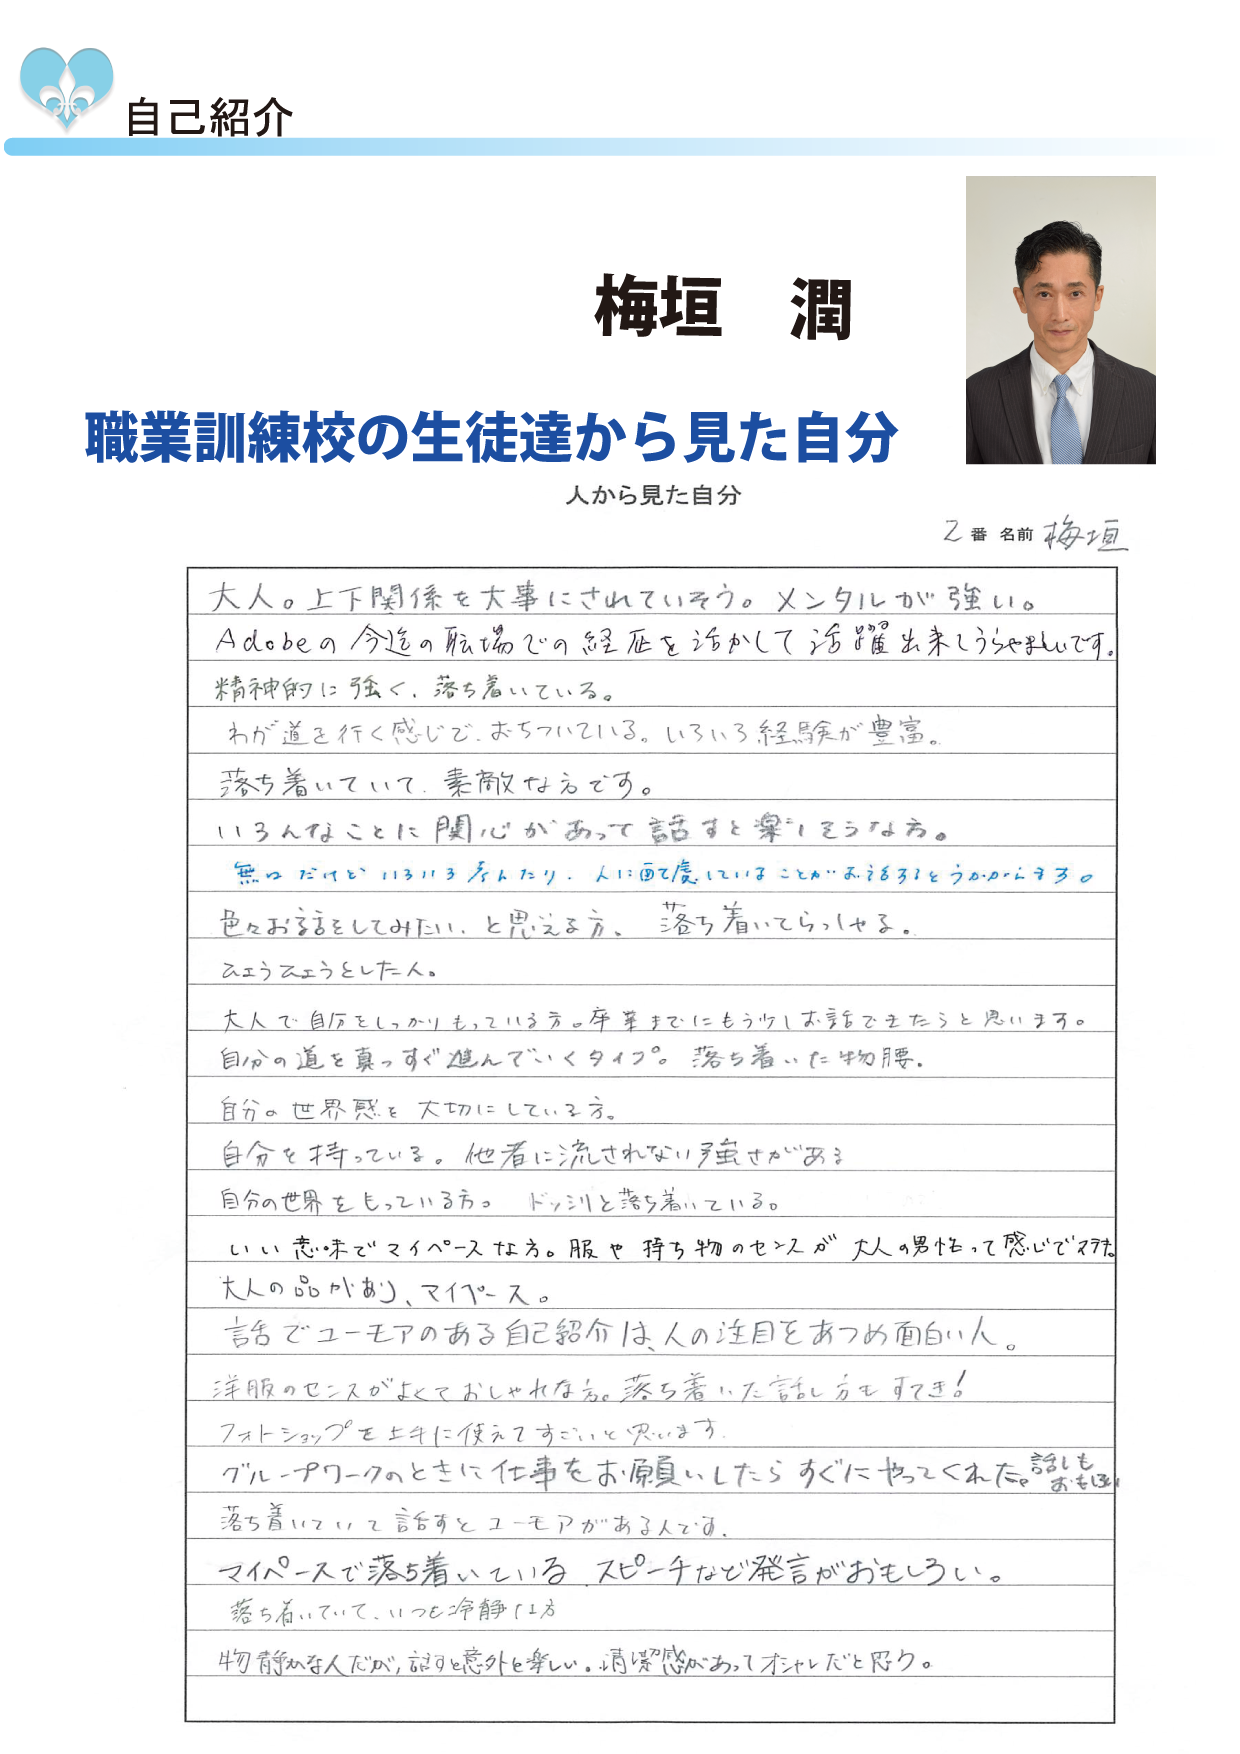 自己紹介
梅垣 潤
職業訓練校の生徒達から見た自分
人から見た自分
2番 名前 梅垣
大人。上下関係を大事にされていそう。メンタルが強い。
Adobeの今迄の職場での経歴を活かして活躍出来しうらやましいです。
精神的に強く、落ち着いている。
わが道を行く感じで、おちついている。いろいろ経験が豊富。
落ち着いていて、素敵な方です。
いろんなことに関心があって話すと楽しそうな方。
無口だけど いろいろ考えたり、人に配慮していることがお話するとうかがえます。
色々お話をしてみたい、と思える方、落ち着いてらっしゃる。
ひょうひょうとした人。
大人で自分をしっかりもっている方。卒業までにもう少しお話できたらと思います。
自分の道を真っすぐ進んでいくタイプ。落ち着いた物腰。
自分の世界感を大切にしている方。
自分を持っている。他者に流されない強さがある
自分の世界をもっている方。ドッシリと落ち着いている。
いい意味でマイペースな方。服や持ち物のセンスが大人の男性って感じでステキ。
大人の品があり、マイペース。
話でユーモアのある自己紹介は、人の注目をあつめ面白い人。
洋服のセンスがよくておしゃれな方。落ち着いた話し方もすてき!
フォトショップを上手に使えてすごいと思います。
グループワークのときに仕事をお願いしたらすぐにやってくれた。話しもおもしろい
落ち着いていて話すとユーモアがある人です。
マイペースで落ち着いている。スピーチなど発言がおもしろい。
落ち着いていて、いつも冷静な方
物静かな人だが、話すと意外と楽しい。清潔感があってオシャレだと思う。